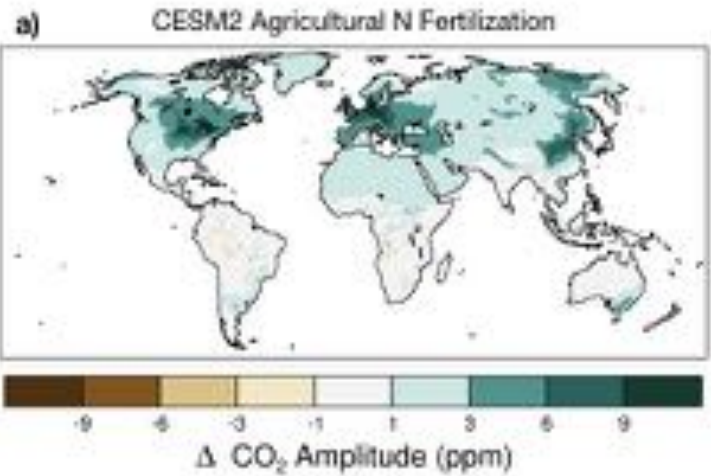 a) CESM2 Agricultural N Fertilization
-9 -6 -3 -1 1 3 6 9
Δ CO₂ Amplitude (ppm)